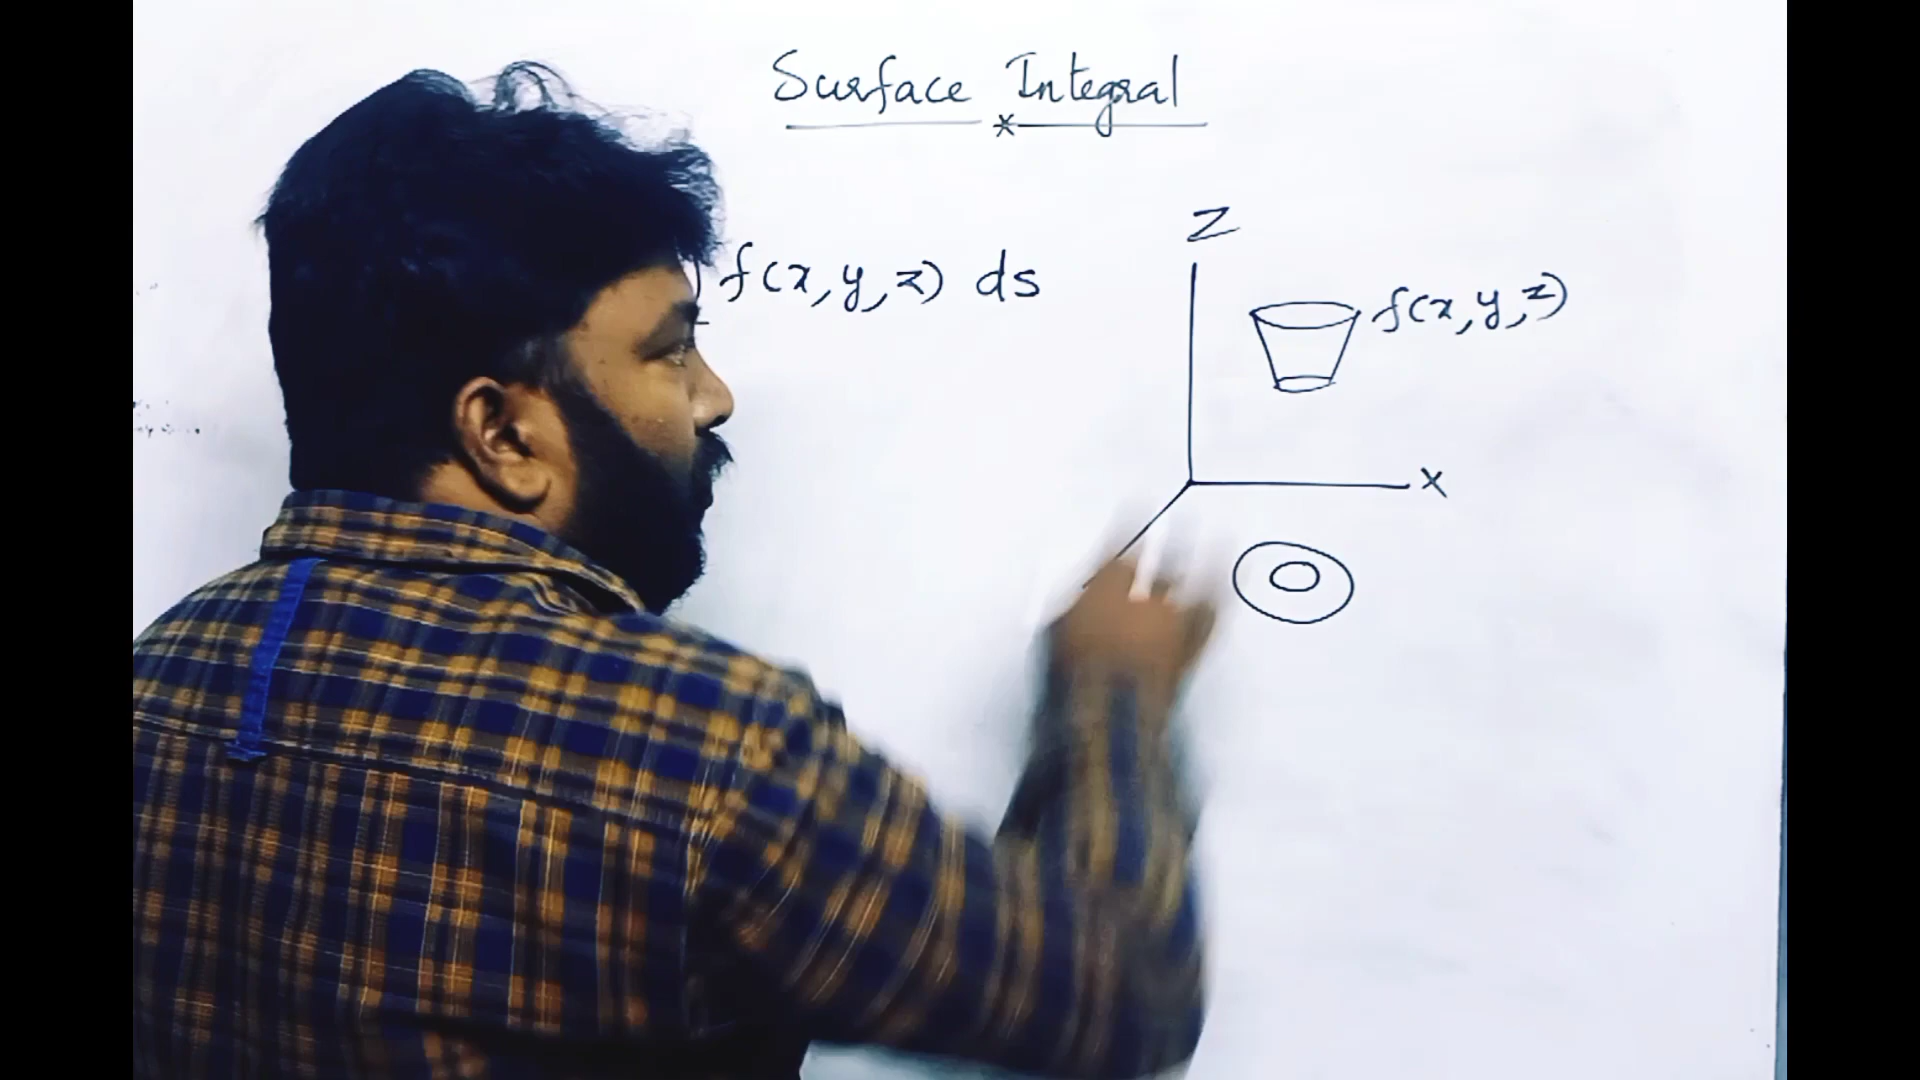 Surface Integral
Z
f(x,y,z) ds
f(x,y,z)
X